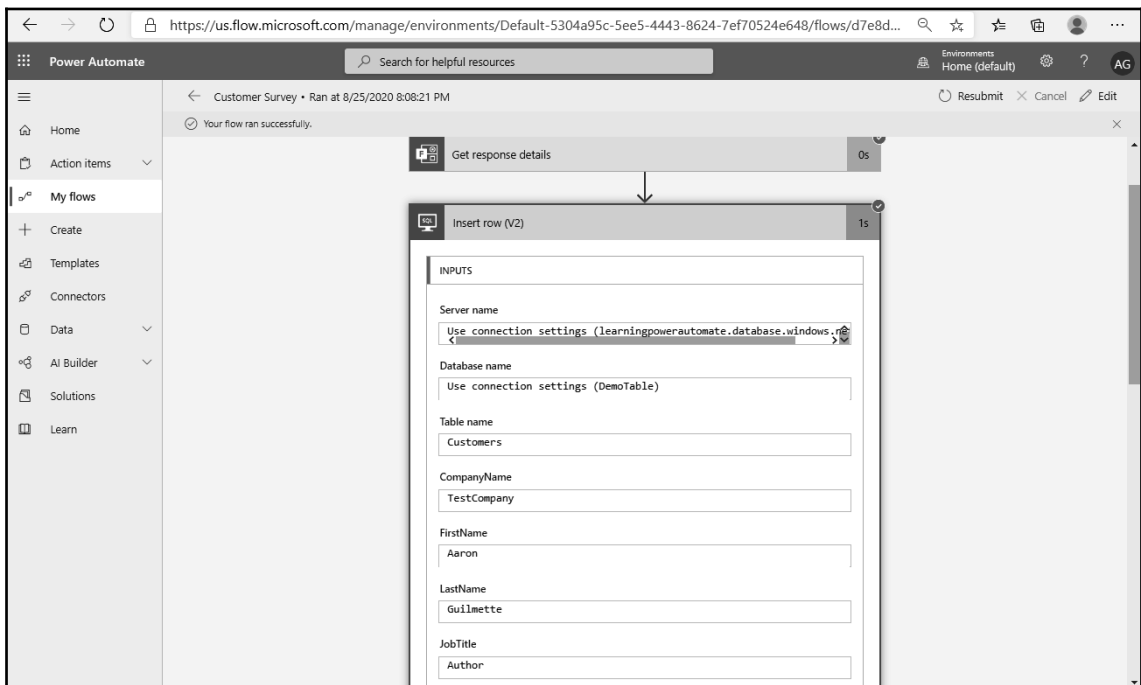 https://us.flow.microsoft.com/manage/environments/Default-5304a95c-5ee5-4443-8624-7ef70524e648/flows/d7e8d...
Power Automate
Search for helpful resources
Environments
Home (default)
?
AG
Customer Survey • Ran at 8/25/2020 8:08:21 PM
Resubmit
Cancel
Edit
Your flow ran successfully.
Home
Action items
My flows
Create
Templates
Connectors
Data
AI Builder
Solutions
Learn
Get response details
0s
SQL
Insert row (V2)
1s
INPUTS
Server name
Use connection settings (learningpowerautomate.database.windows.ne
Database name
Use connection settings (DemoTable)
Table name
Customers
CompanyName
TestCompany
FirstName
Aaron
LastName
Guilmette
JobTitle
Author